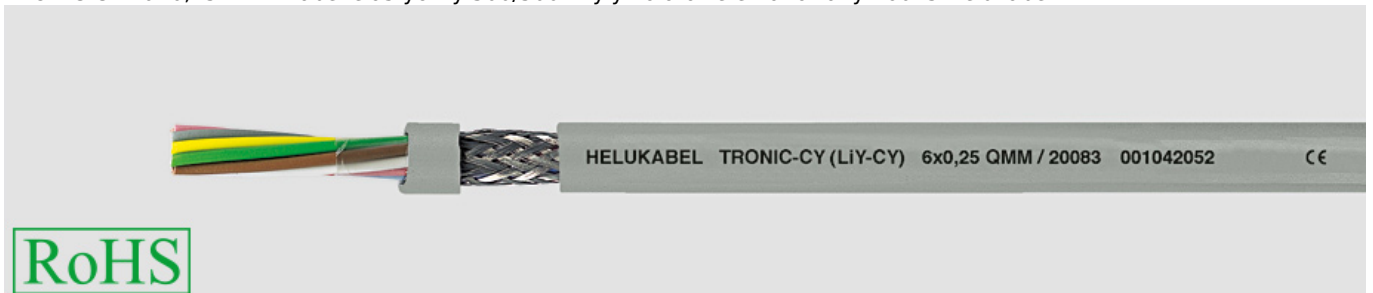 HELUKABEL TRONIC-CY (LiY-CY) 6x0,25 QMM / 20083 001042052 CE
RoHS